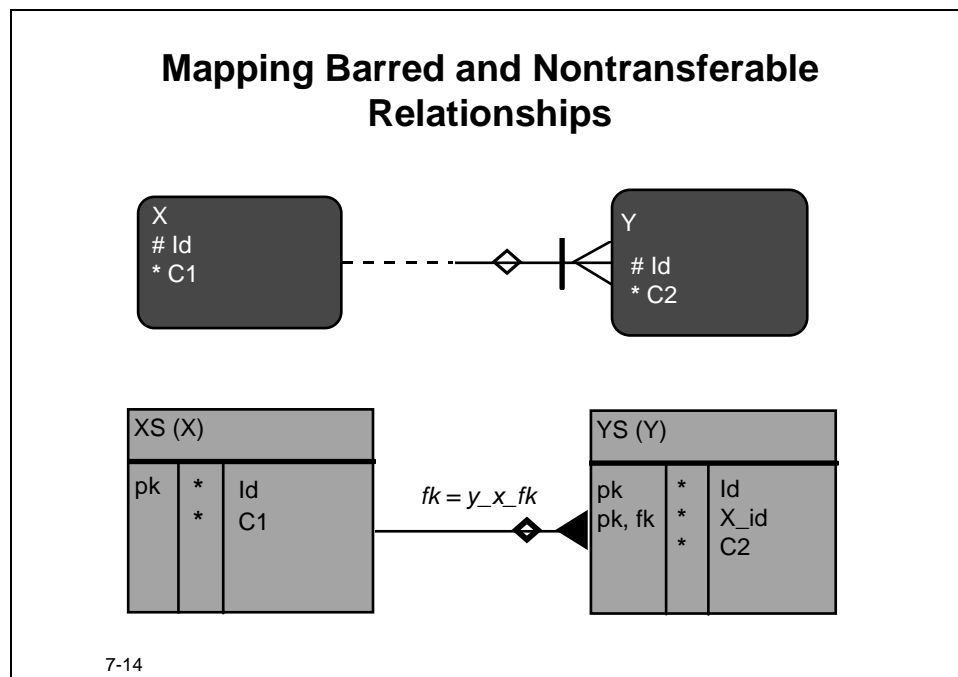 Mapping Barred and Nontransferable
Relationships
X
# Id
* C1
Y
# Id
* C2
XS (X)
pk * Id
* C1
fk = y_x_fk
YS (Y)
pk * Id
pk, fk * X_id
* C2
7-14